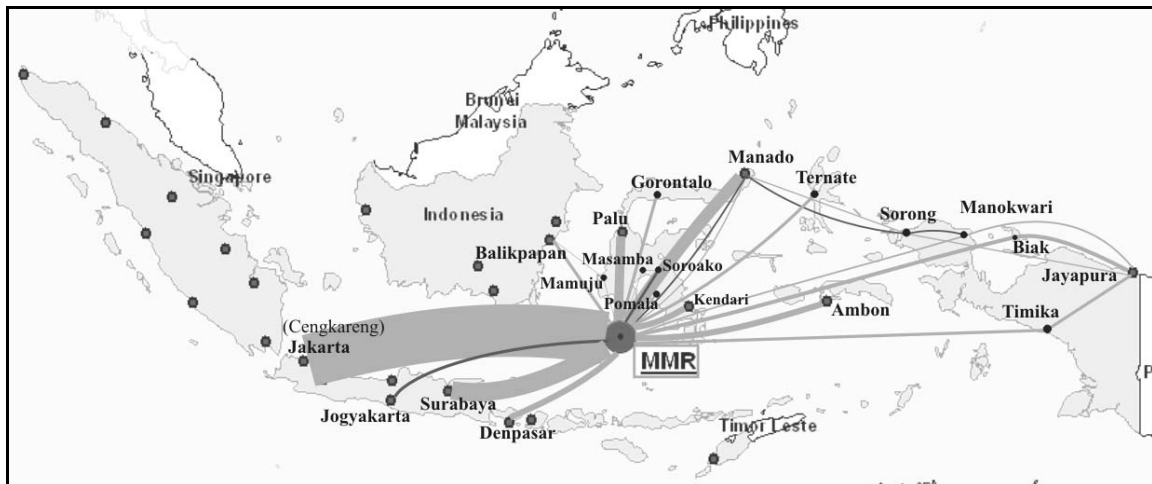 Philippines
Brunei
Malaysia
Manado
Singapore
Gorontalo
Ternate
Indonesia
Palu
Sorong
Manokwari
Balikpapan
Masamba
Soroako
Biak
Mamuju
Jayapura
Pomala
Kendari
Ambon
Timika
(Cengkareng)
Jakarta
MMR
Jogyakarta
Surabaya
Denpasar
Timor Leste
P